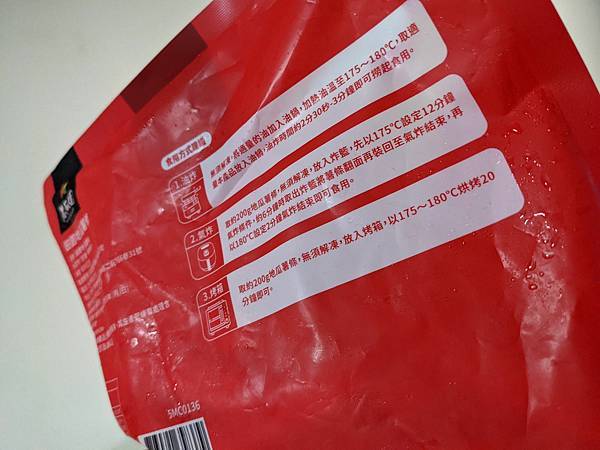 食用方式建議
1.油炸
無須解凍，將適量的油加入油鍋，加熱油溫至175～180°C，取適
量本產品放入油鍋，油炸時間約2分30秒-3分鐘即可撈起食用。
2.氣炸
取約200g地瓜薯條，無須解凍，放入炸籃，先以175°C設定12分鐘
氣炸條件，約6分鐘時取出炸籃將薯條翻面再裝回至氣炸結束，再
以180°C設定2分鐘氣炸結束即可食用。
3.烤箱
取約200g地瓜薯條，無須解凍，放入烤箱，以175～180°C烘烤20
分鐘即可。
5MC0136